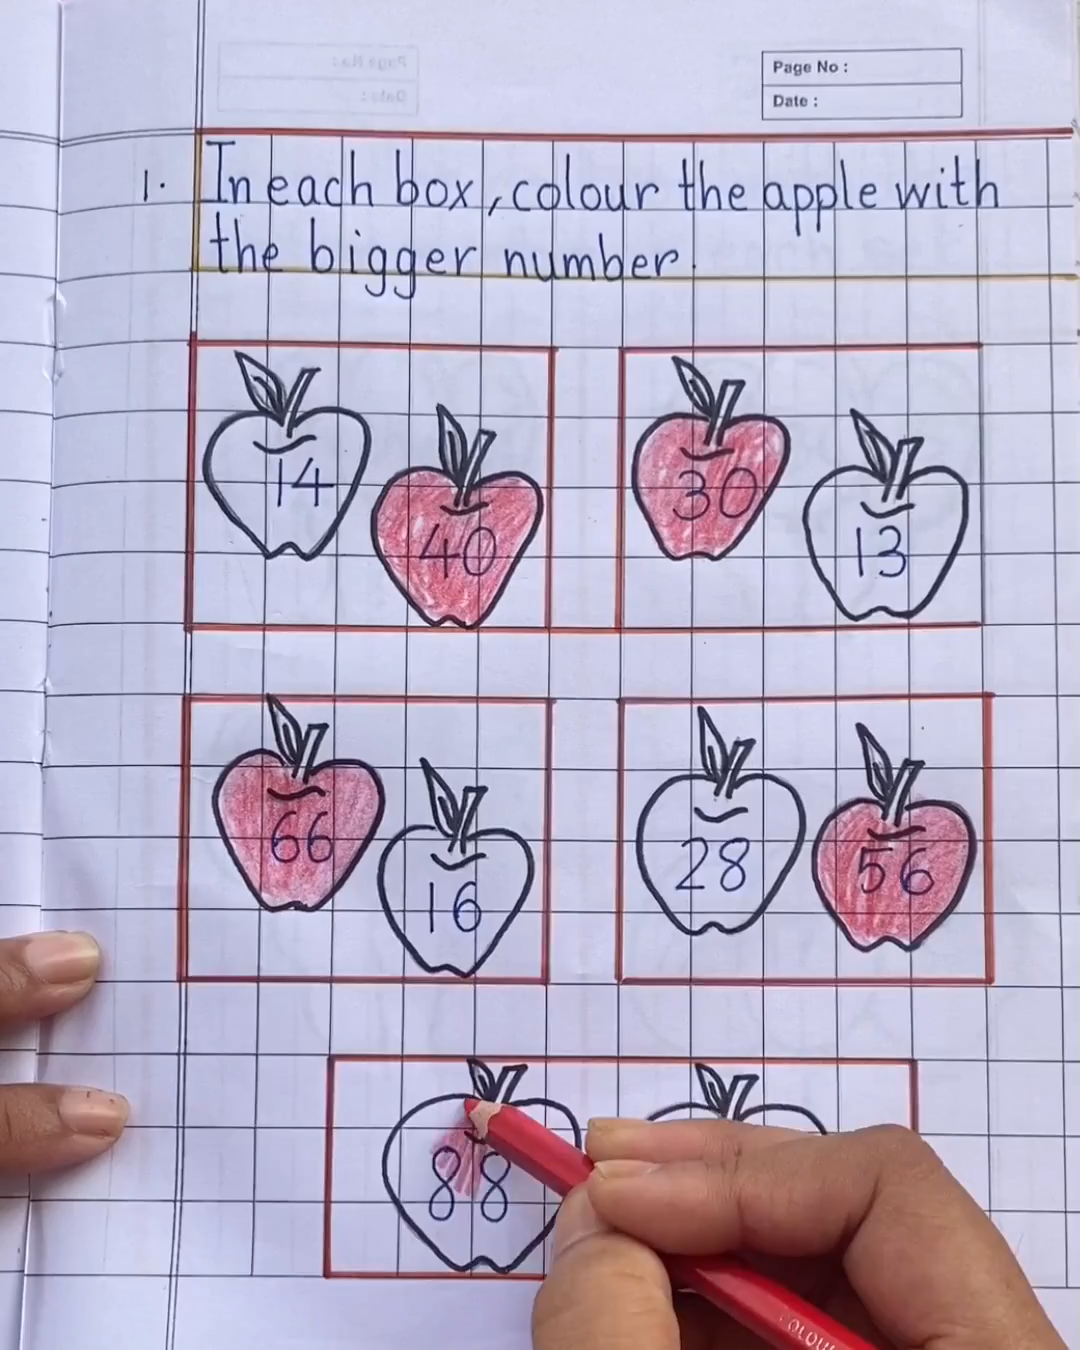 Page No :
Date :
1. In each box, colour the apple with
the bigger number.
14
40
30
13
66
16
28
56
88